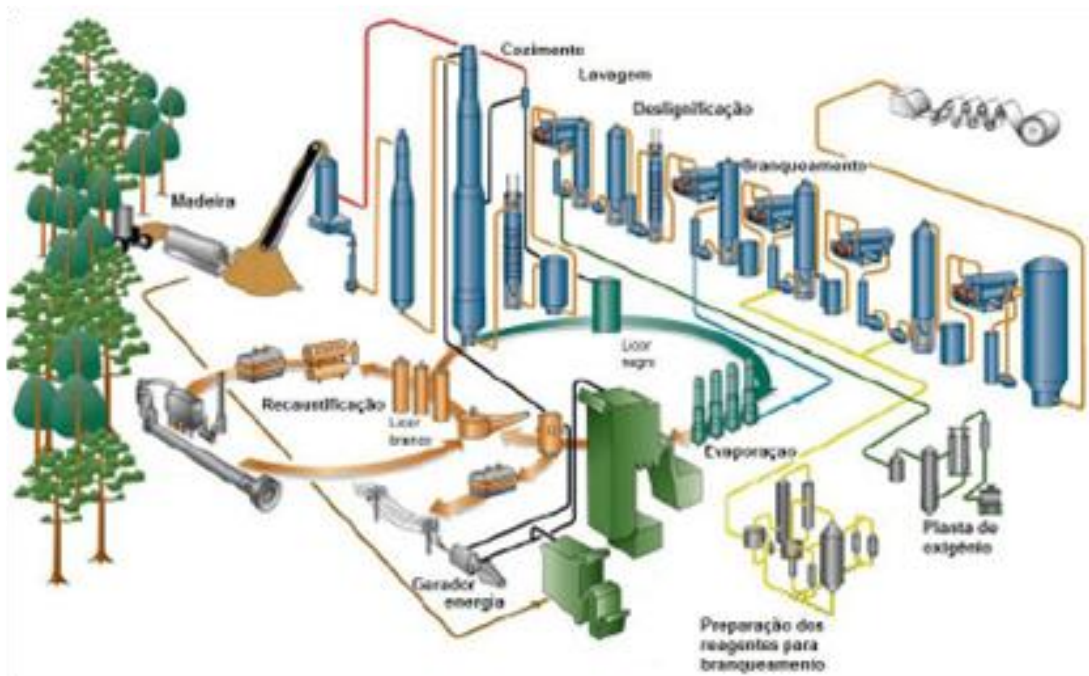 Cozimento
Lavagem
Deslignificação
Branqueamento
Madeira
Licor
negro
Recaustificação
Licor
branco
Evaporaçao
Planta de
oxigênio
Gerador
energia
Preparação dos
reagentes para
branqueamento